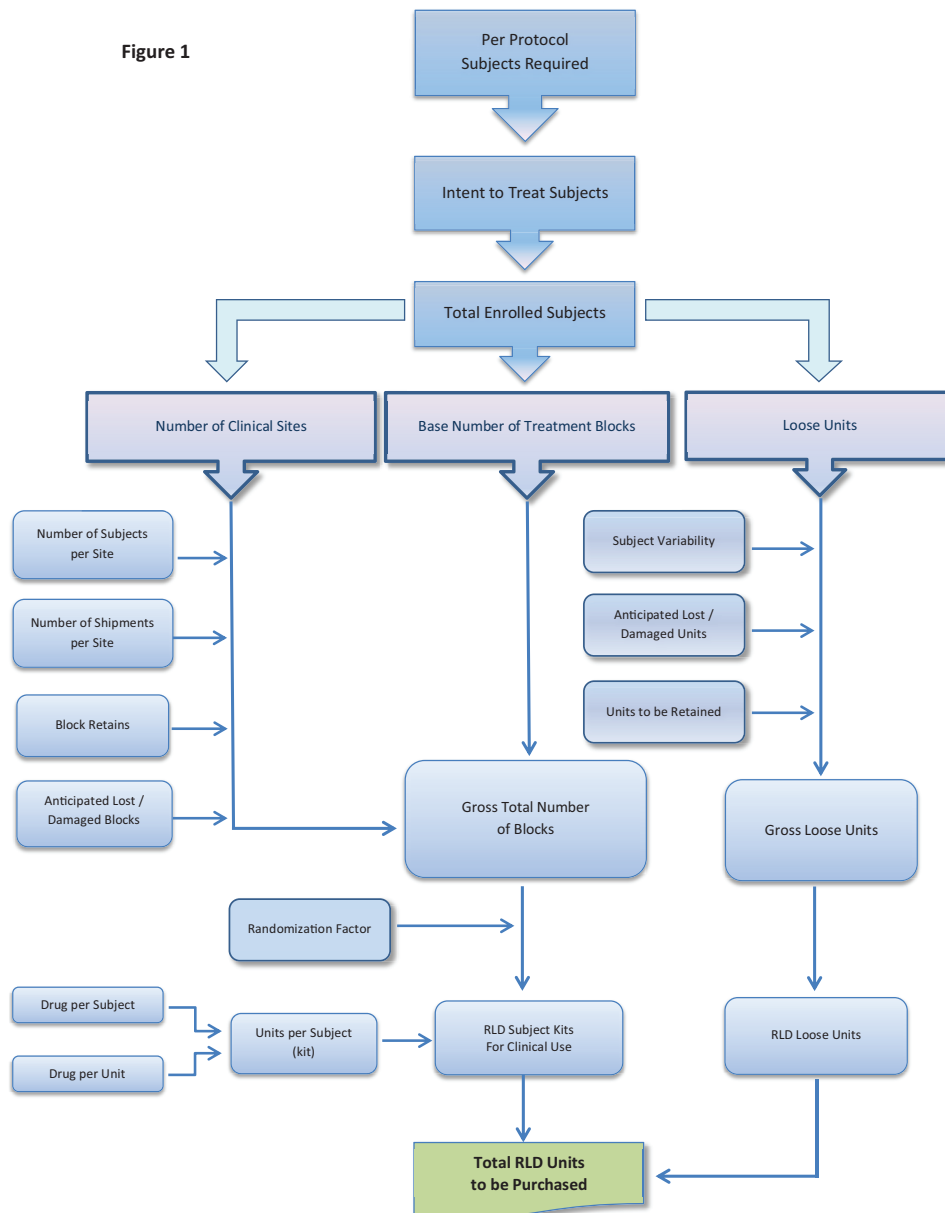 Figure 1
Per Protocol
Subjects Required
Intent to Treat Subjects
Total Enrolled Subjects
Number of Clinical Sites
Base Number of Treatment Blocks
Loose Units
Number of Subjects
per Site
Number of Shipments
per Site
Block Retains
Anticipated Lost /
Damaged Blocks
Subject Variability
Anticipated Lost /
Damaged Units
Units to be Retained
Gross Total Number
of Blocks
Gross Loose Units
Randomization Factor
Drug per Subject
Drug per Unit
Units per Subject
(kit)
RLD Subject Kits
For Clinical Use
RLD Loose Units
Total RLD Units
to be Purchased